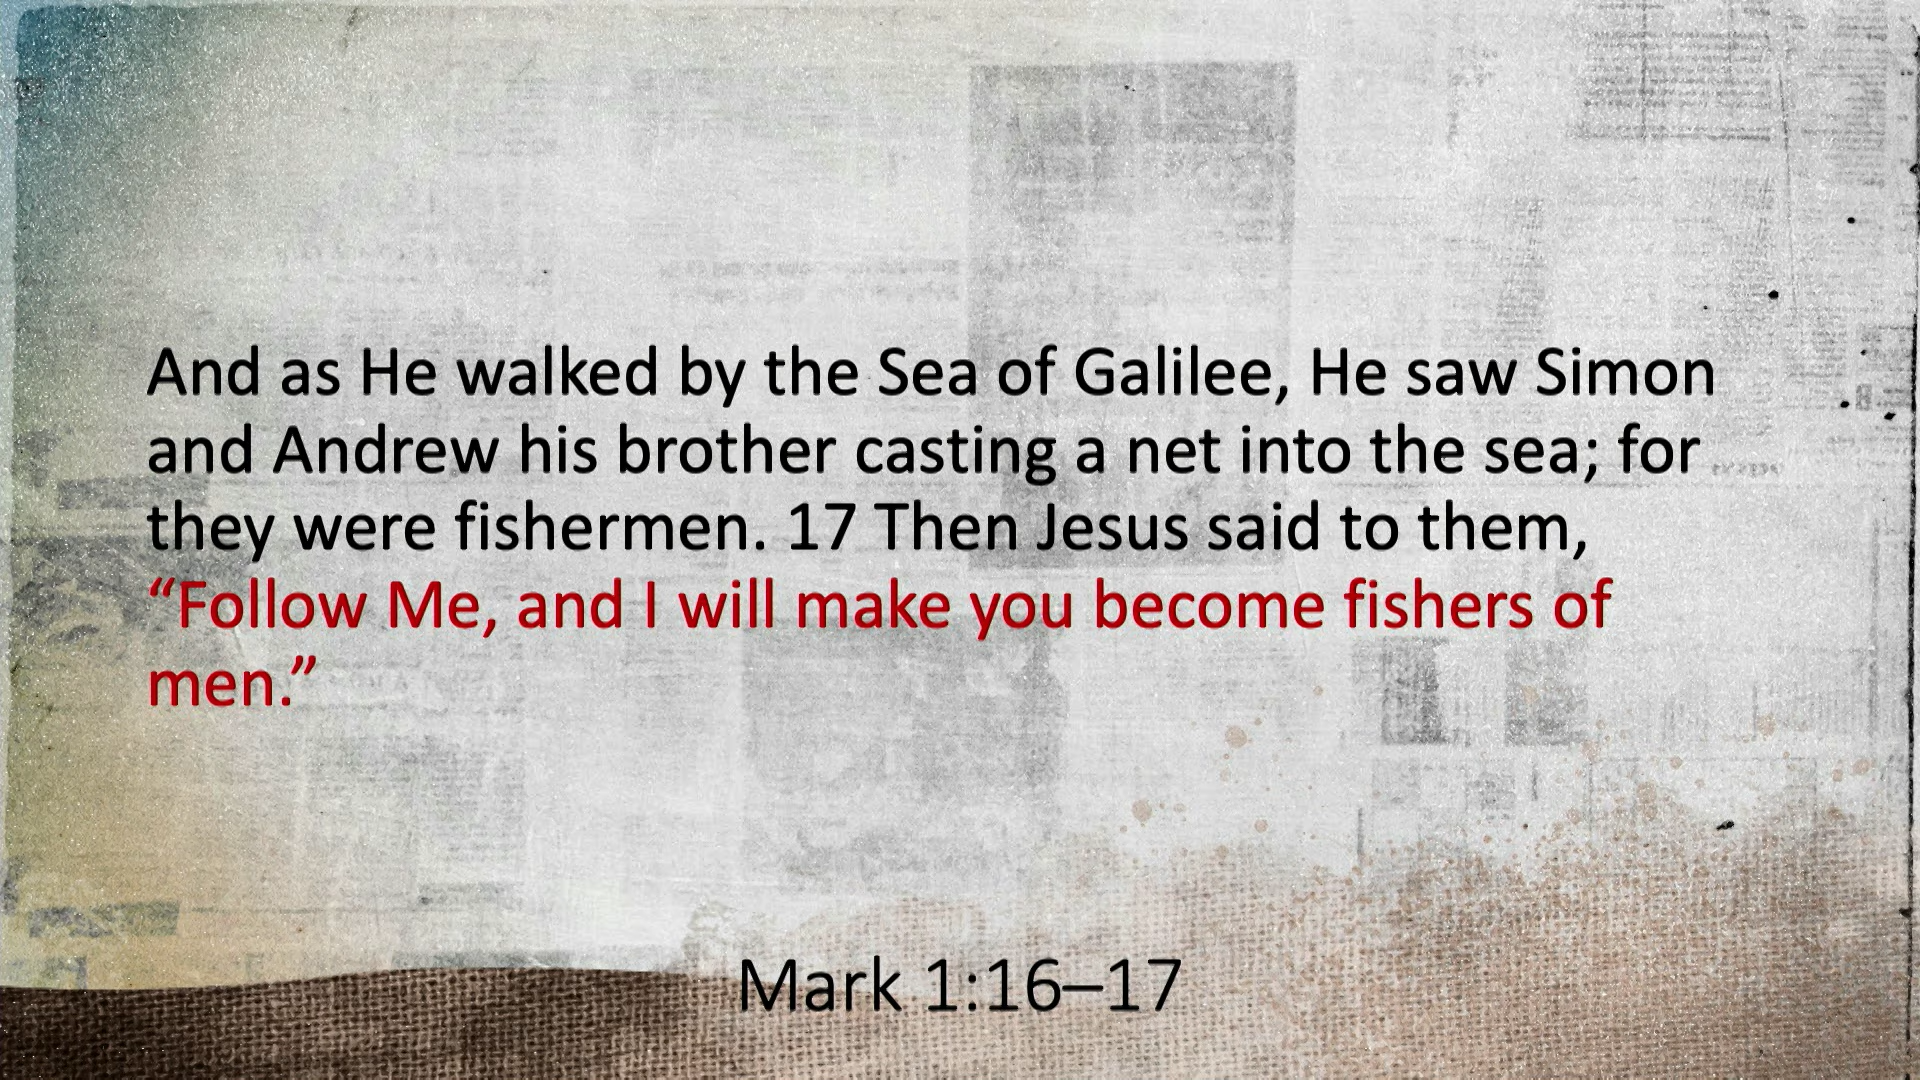 And as He walked by the Sea of Galilee, He saw Simon
and Andrew his brother casting a net into the sea; for
they were fishermen. 17 Then Jesus said to them,
“Follow Me, and I will make you become fishers of
men.”
Mark 1:16–17